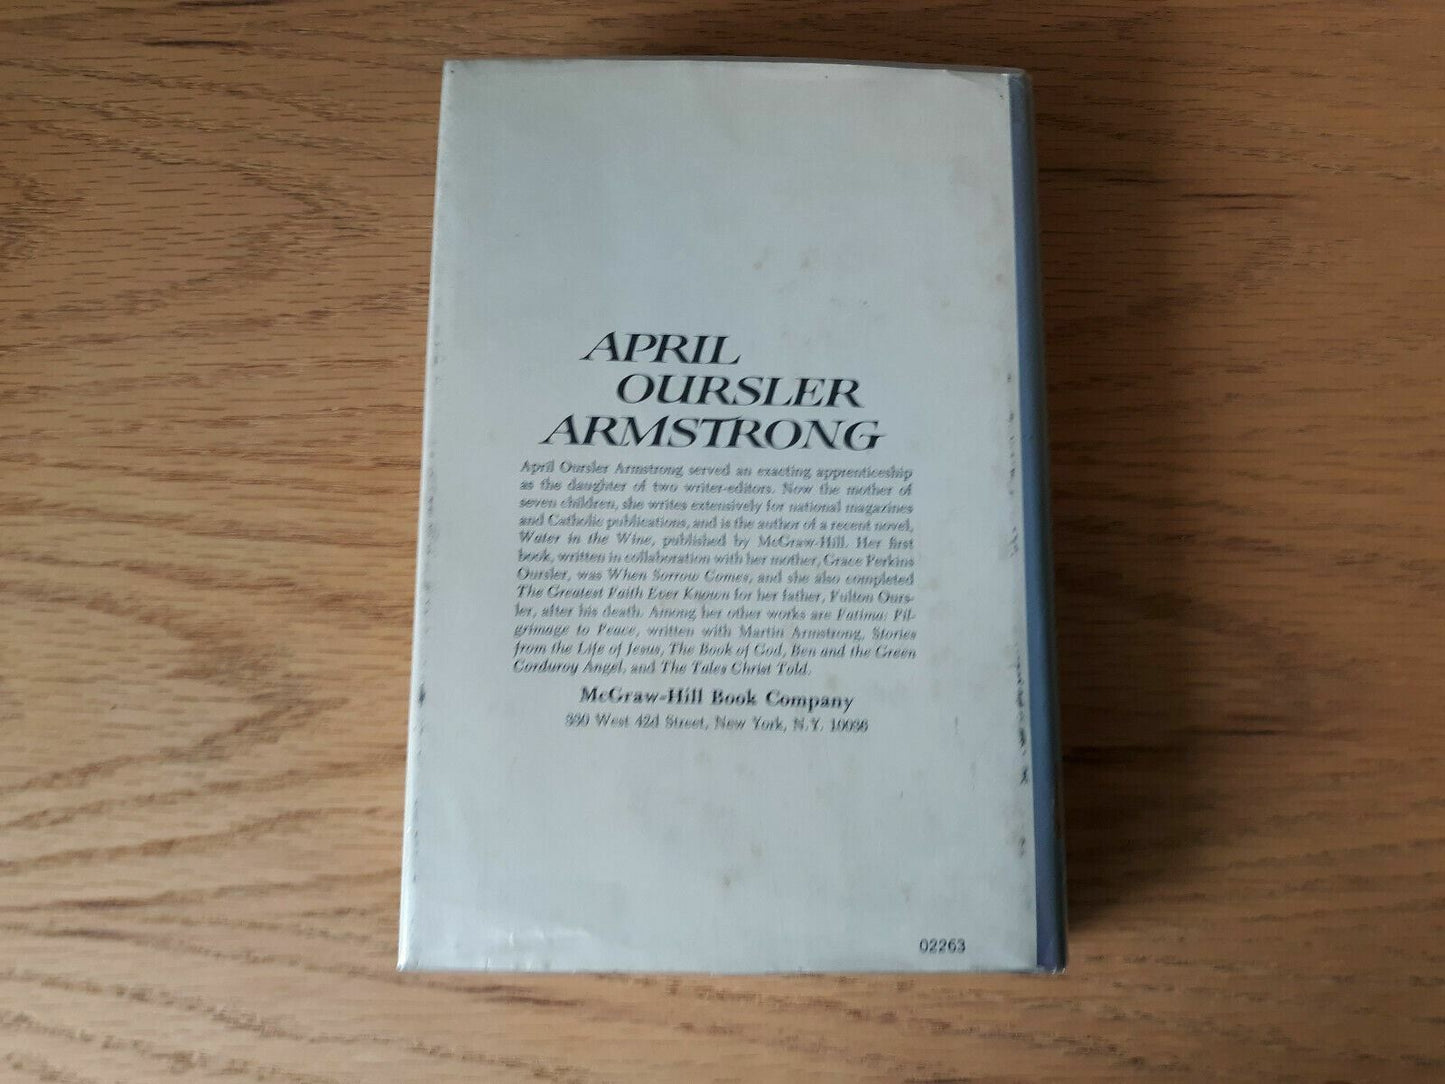 APRIL
OURSLER
ARMSTRONG
April Oursler Armstrong served an exacting apprenticeship
as the daughter of two writer-editors. Now the mother of
seven children, she writes extensively for national magazines
and Catholic publications, and is the author of a recent novel,
Water in the Wine, published by McGraw-Hill. Her first
book, written in collaboration with her mother, Grace Perkins
Oursler, was When Sorrow Comes, and she also completed
The Greatest Faith Ever Known for her father, Fulton Ours-
ler, after his death. Among her other works are Fatima: Pil-
grimage to Peace, written with Martin Armstrong, Stories
from the Life of Jesus, The Book of God, Ben and the Green
Corduroy Angel, and The Tales Christ Told.
McGraw-Hill Book Company
330 West 42d Street, New York, N.Y. 10036
02263